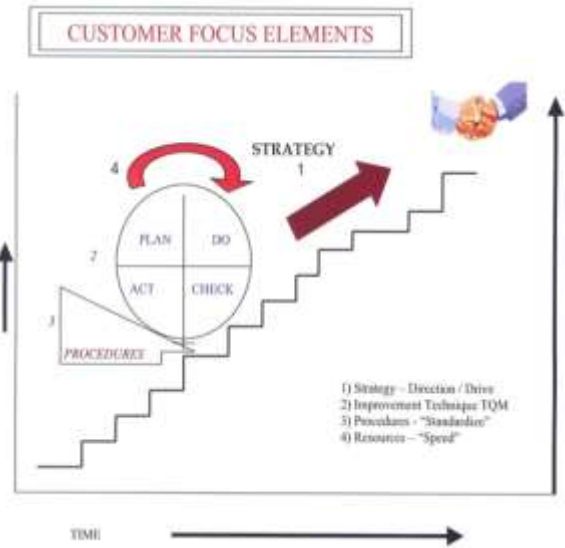 CUSTOMER FOCUS ELEMENTS
STRATEGY
4
1
PLAN
DO
2
ACT
CHECK
3
PROCEDURES
1) Strategy – Direction / Drive
2) Improvement Technique TQM
3) Procedures - "Standardize"
4) Resources – "Speed"
TIME